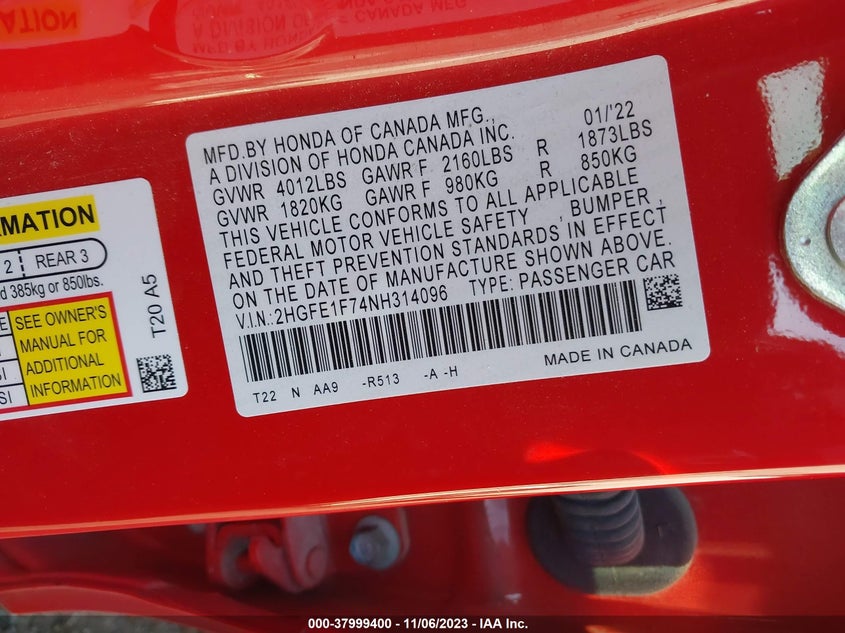 MFD.BY HONDA OF CANADA MFG., 01/'22
A DIVISION OF HONDA CANADA INC.
GVWR 4012LBS GAWR F 2160LBS R 1873LBS
GVWR 1820KG GAWR F 980KG R 850KG
THIS VEHICLE CONFORMS TO ALL APPLICABLE
FEDERAL MOTOR VEHICLE SAFETY , BUMPER ,
AND THEFT PREVENTION STANDARDS IN EFFECT
ON THE DATE OF MANUFACTURE SHOWN ABOVE.
V.I.N.: 2HGFE1F74NH314096 TYPE: PASSENGER CAR
MADE IN CANADA
T22 N AA9 -R513 -A -H
2 REAR 3
385kg or 850lbs.
SEE OWNER'S
MANUAL FOR
ADDITIONAL
INFORMATION
T20 A5
000-37999400 - 11/06/2023 - IAA Inc.